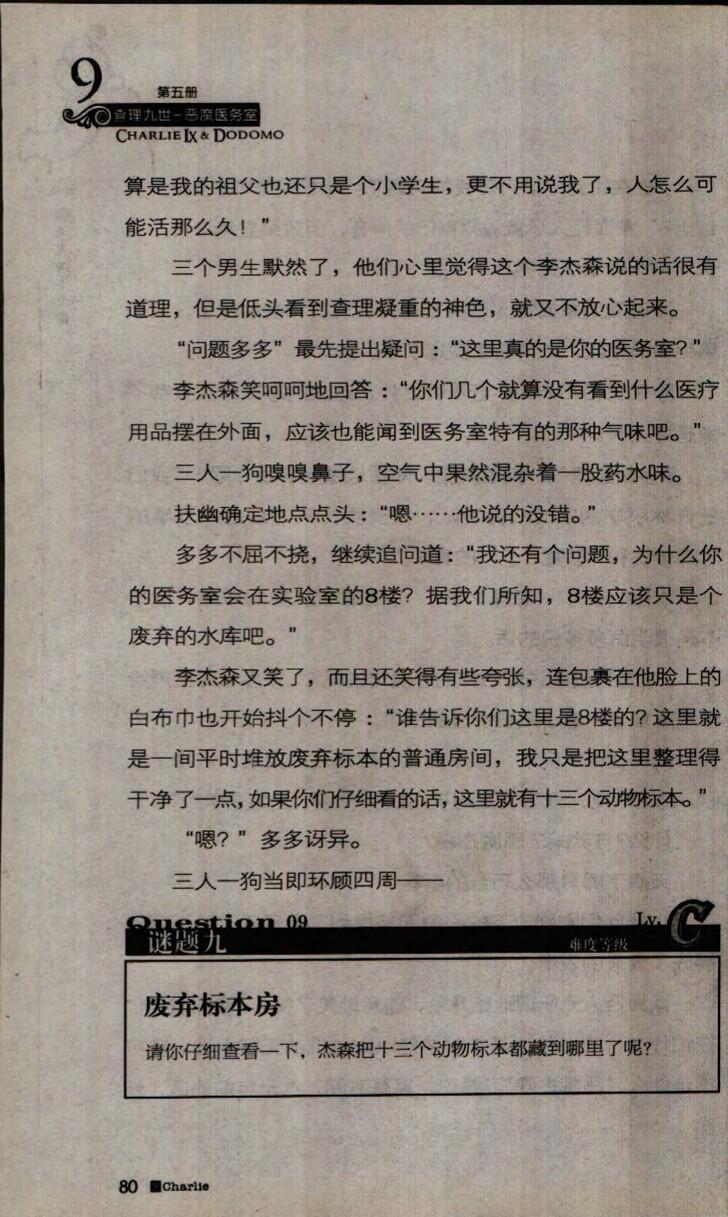 9
第五册
查理九世-恶魔医务室
CHARLIE IX & DODOMO
算是我的祖父也还只是个小学生，更不用说我了，人怎么可
能活那么久！”
三个男生默然了，他们心里觉得这个李杰森说的话很有
道理，但是低头看到查理凝重的神色，就又不放心起来。
“问题多多”最先提出疑问：“这里真的是你的医务室？”
李杰森笑呵呵地回答：“你们几个就算没有看到什么医疗
用品摆在外面，应该也能闻到医务室特有的那种气味吧。”
三人一狗嗅嗅鼻子，空气中果然混杂着一股药水味。
扶幽确定地点点头：“嗯……他说的没错。”
多多不屈不挠，继续追问道：“我还有个问题，为什么你
的医务室会在实验室的8楼？据我们所知，8楼应该只是个
废弃的水库吧。”
李杰森又笑了，而且还笑得有些夸张，连包裹在他脸上的
白布巾也开始抖个不停：“谁告诉你们这里是8楼的？这里就
是一间平时堆放废弃标本的普通房间，我只是把这里整理得
干净了一点，如果你们仔细看的话，这里就有十三个动物标本。”
“嗯？”多多讶异。
三人一狗当即环顾四周——
Question 09
Lv. C
谜题九
难度等级
废弃标本房
请你仔细查看一下，杰森把十三个动物标本都藏到哪里了呢？
80 Charlie